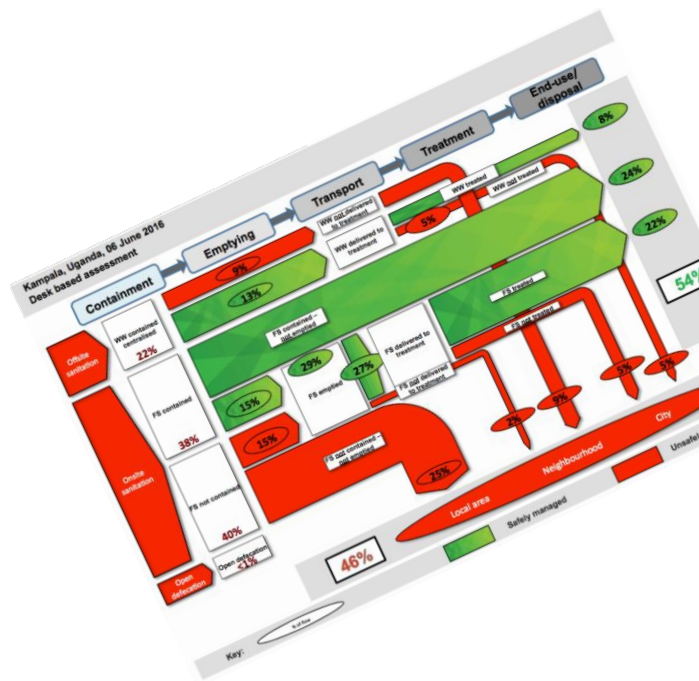 Kampala, Uganda, 06 June 2016
Desk based assessment
Containment
Emptying
Transport
Treatment
End-use/
disposal
Offsite
sanitation
WW contained
centralised
22%
9%
13%
WW not delivered
to treatment
WW delivered to
treatment
5%
WW treated
WW not treated
8%
24%
22%
54%
Onsite
sanitation
FS contained
38%
FS contained –
not emptied
29%
27%
FS emptied
15%
15%
FS delivered to
treatment
FS not delivered
to treatment
FS treated
FS not treated
FS not contained
40%
FS not contained –
not emptied
25%
2%
9%
5%
5%
Open
defecation
Open defecation
<1%
Local area
Neighbourhood
City
46%
Safely managed
Key:
% of flow